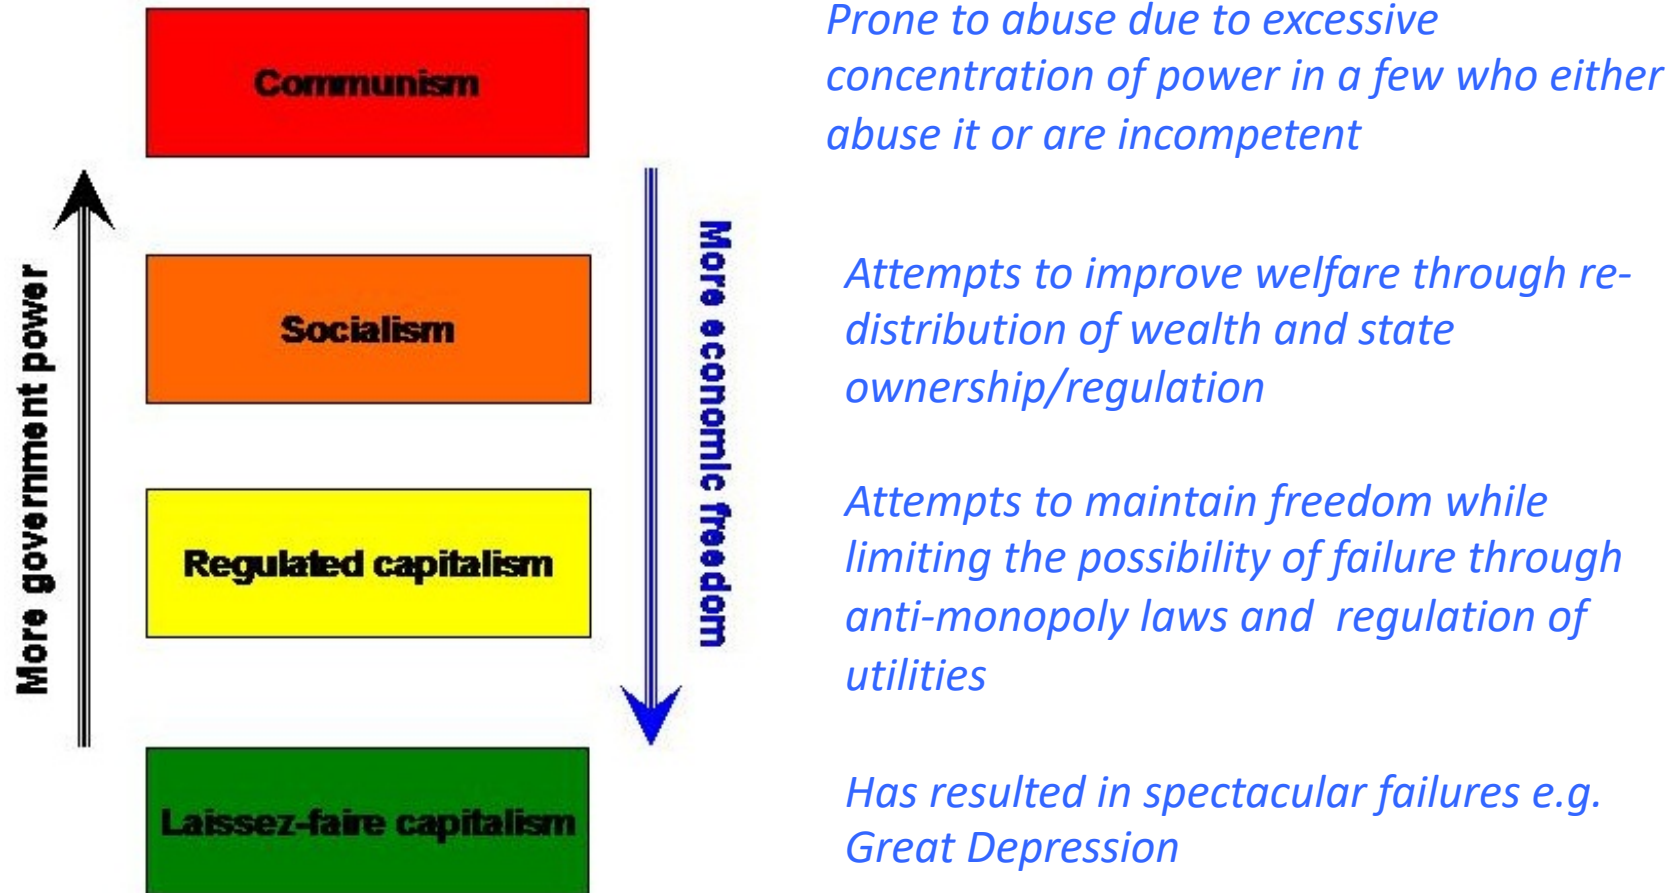 Communism
Prone to abuse due to excessive
concentration of power in a few who either
abuse it or are incompetent
More government power
More economic freedom
Socialism
Attempts to improve welfare through re-
distribution of wealth and state
ownership/regulation
Regulated capitalism
Attempts to maintain freedom while
limiting the possibility of failure through
anti-monopoly laws and  regulation of
utilities
Laissez-faire capitalism
Has resulted in spectacular failures e.g.
Great Depression